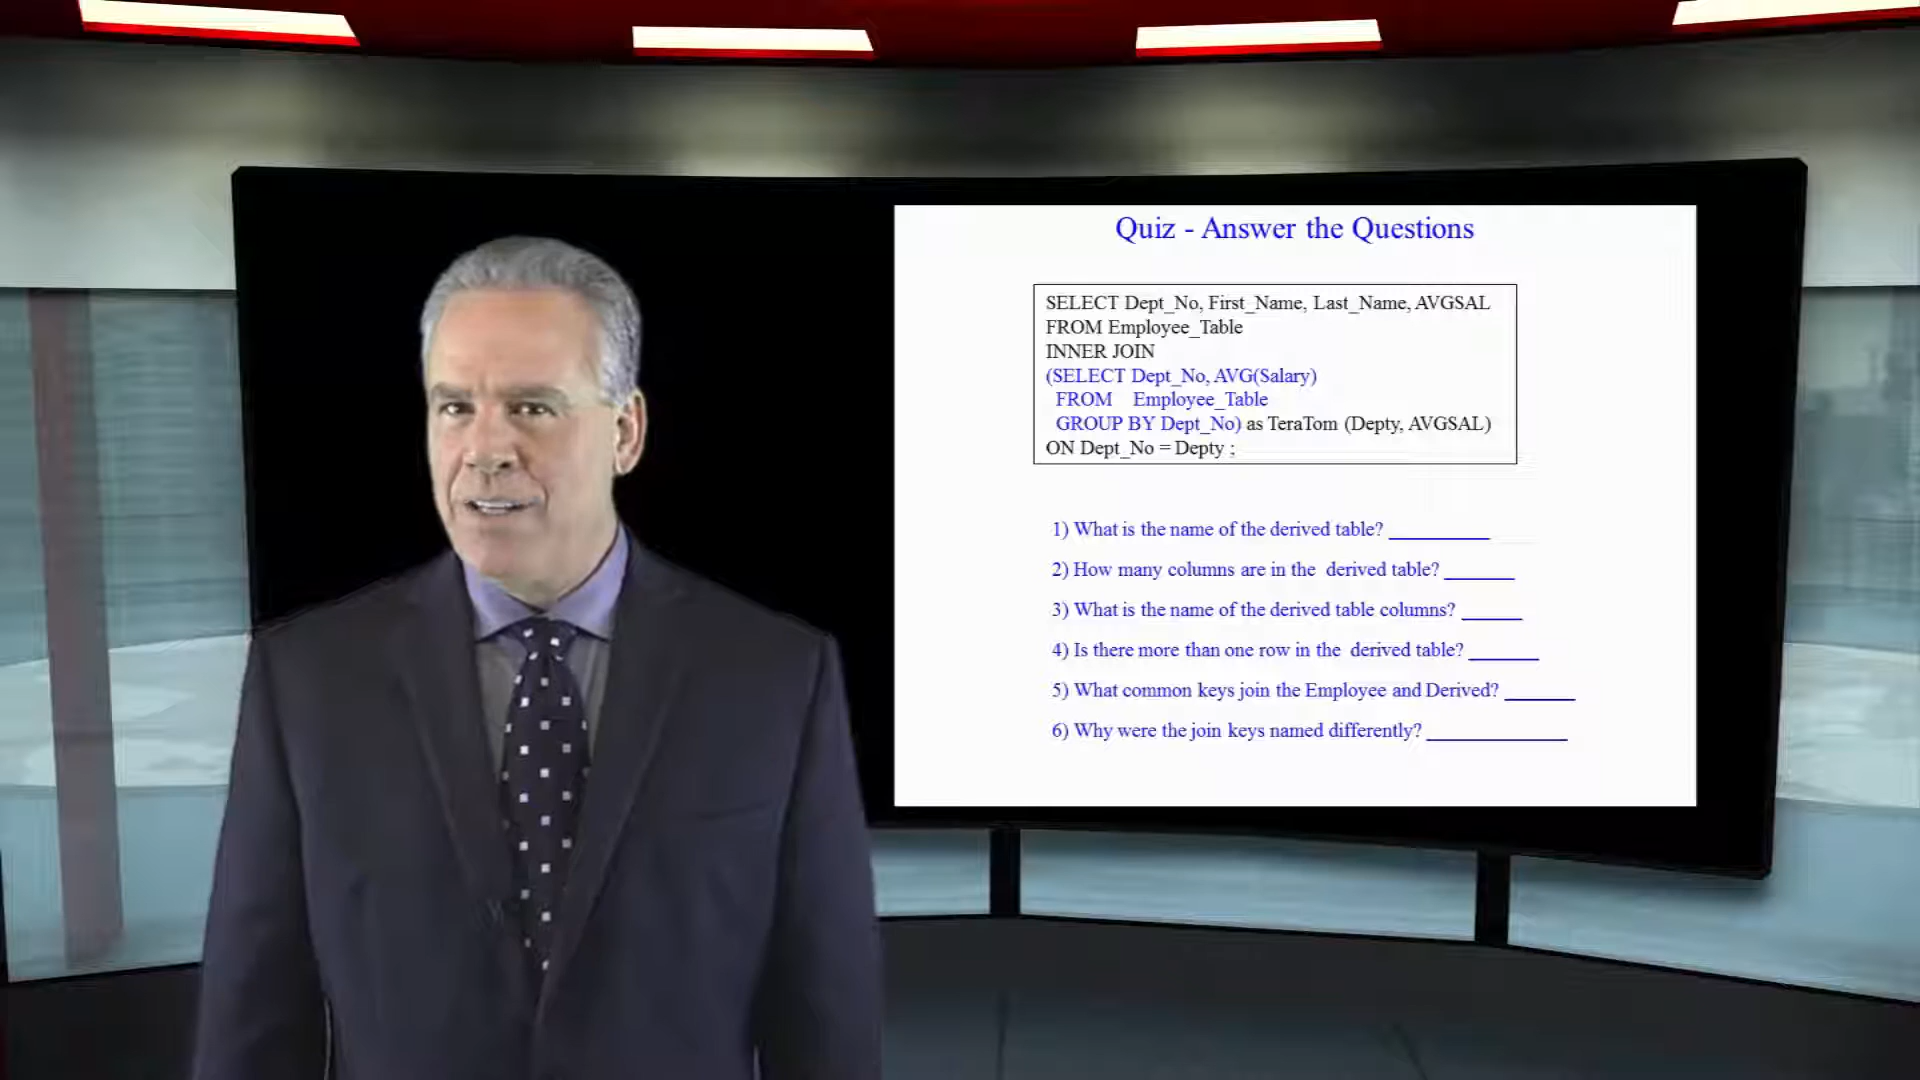 Quiz - Answer the Questions
SELECT Dept_No, First_Name, Last_Name, AVGSAL
FROM Employee_Table
INNER JOIN
(SELECT Dept_No, AVG(Salary)
FROM Employee_Table
GROUP BY Dept_No) as TeraTom (Depty, AVGSAL)
ON Dept_No = Depty ;
1) What is the name of the derived table? __________
2) How many columns are in the derived table? _______
3) What is the name of the derived table columns? ______
4) Is there more than one row in the derived table? _______
5) What common keys join the Employee and Derived? _______
6) Why were the join keys named differently? ______________